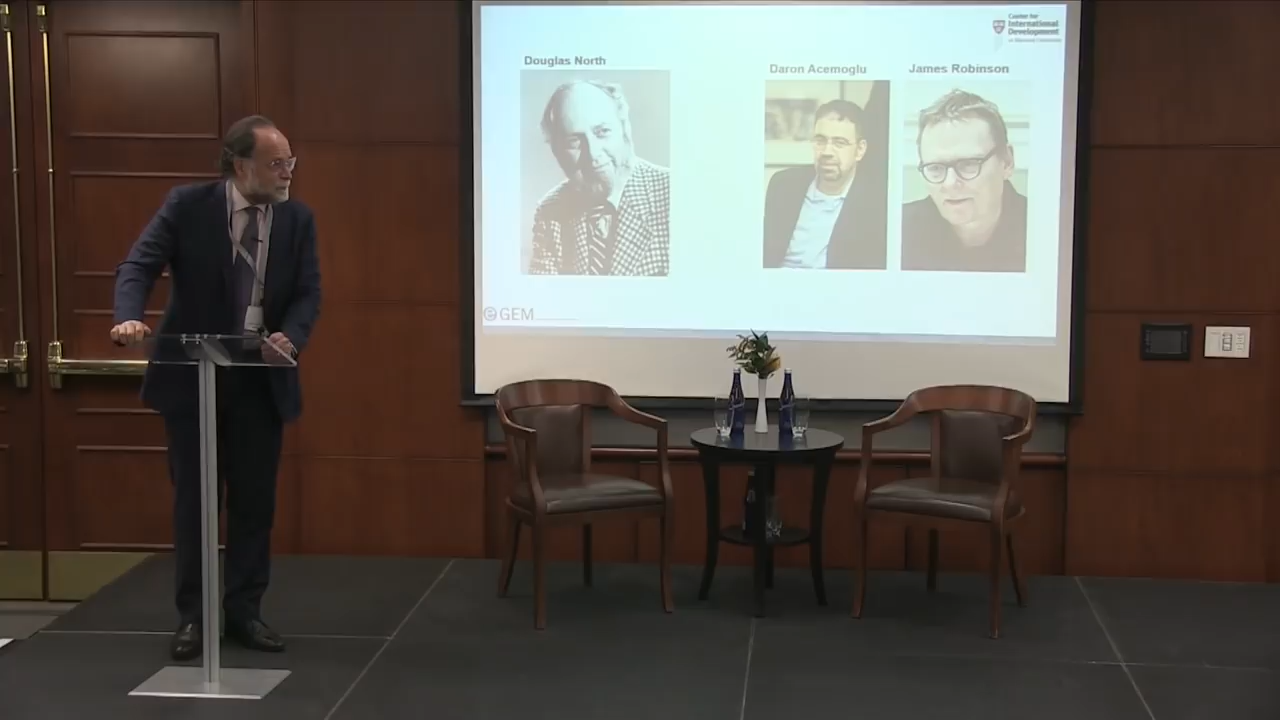 Center for
International
Development
Douglas North
Daron Acemoglu
James Robinson
GEM